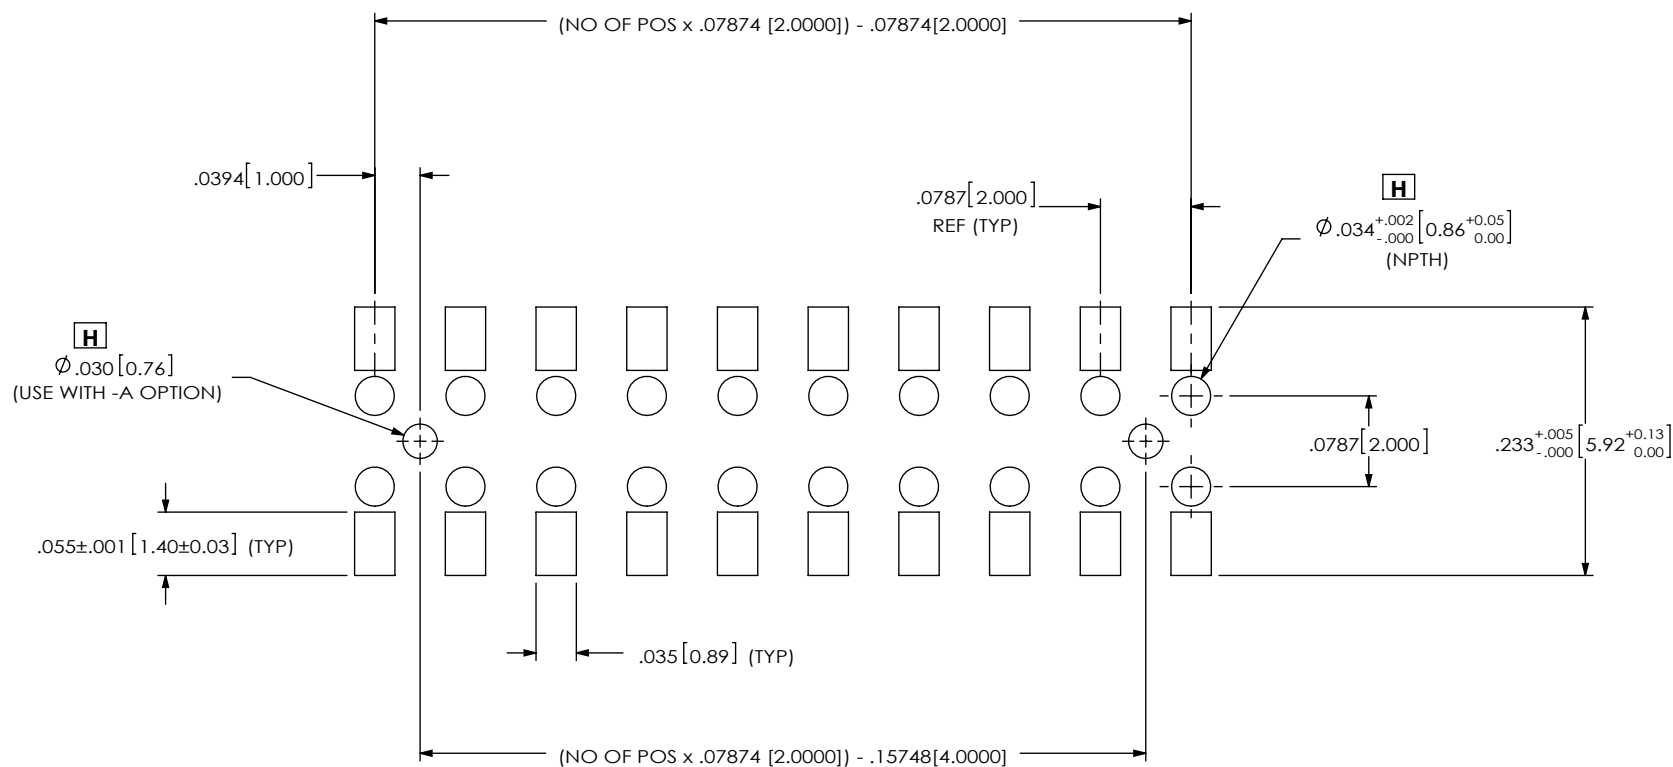 (NO OF POS x .07874 [2.0000]) - .07874[2.0000]
.0394[1.000]
.0787[2.000]
REF (TYP)
H
Ø.034 +.002 -.000 [0.86 +0.05 0.00]
(NPTH)
H
Ø.030[0.76]
(USE WITH -A OPTION)
.0787[2.000]
.233 +.005 -.000 [5.92 +0.13 0.00]
.055±.001[1.40±0.03] (TYP)
.035[0.89] (TYP)
(NO OF POS x .07874 [2.0000]) - .15748[4.0000]